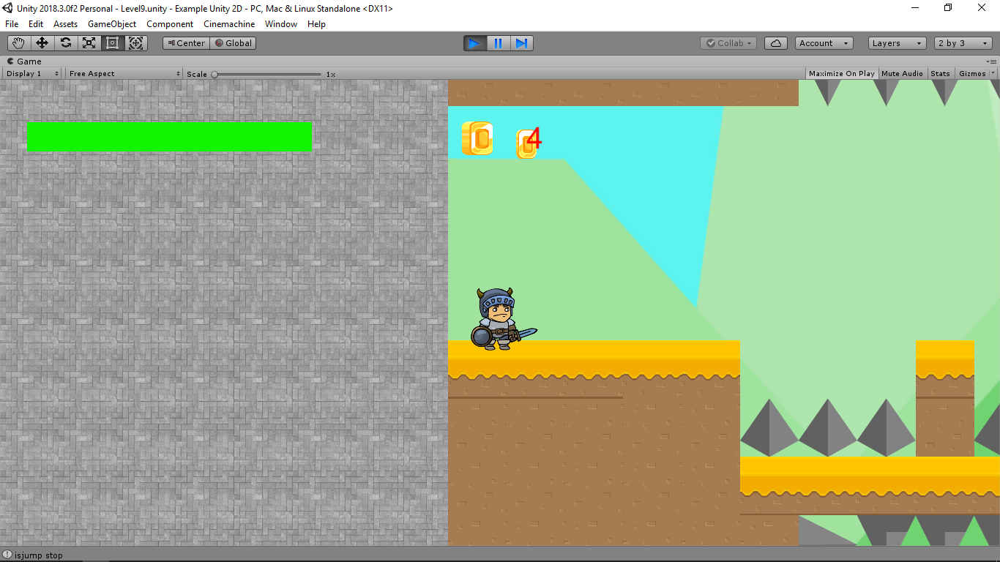 Unity 2018.3.0f2 Personal - Level9.unity - Example Unity 2D - PC, Mac & Linux Standalone <DX11>
File Edit Assets GameObject Component Cinemachine Window Help
Center Global Collab Account Layers 2 by 3
Game
Display 1 Free Aspect Scale 1x Maximize On Play Mute Audio Stats Gizmos
4
isjump stop